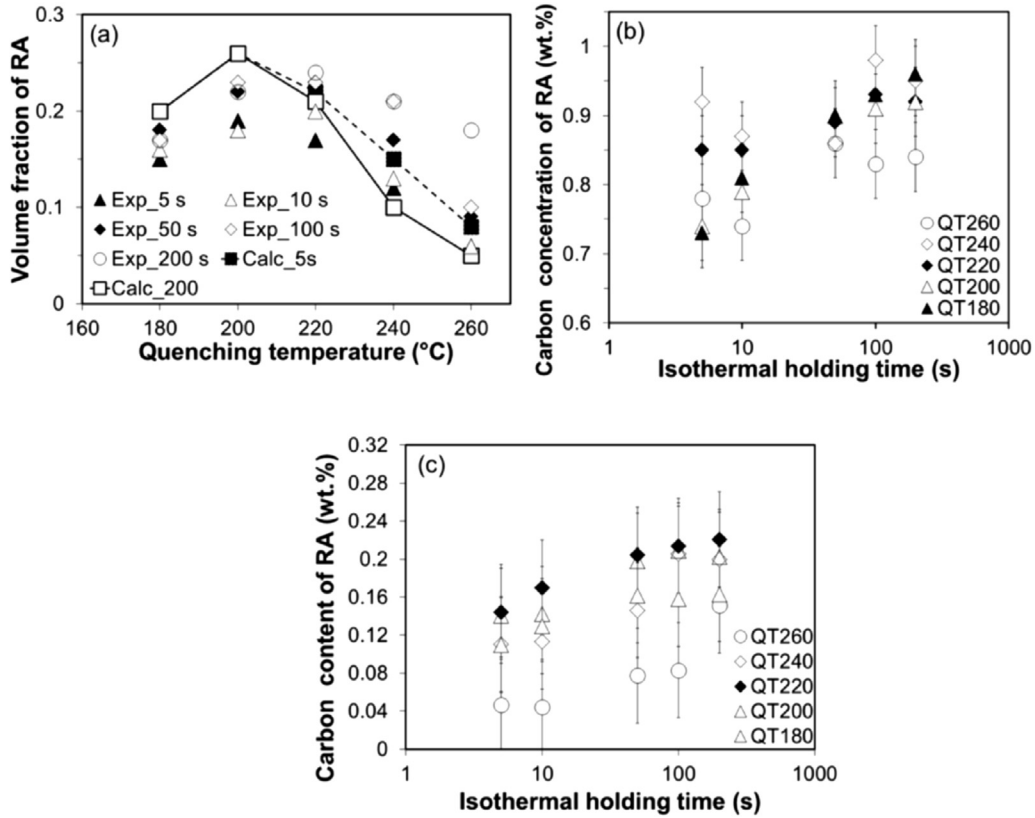 (a)
Volume fraction of RA
0.3
0.2
0.1
0
160 180 200 220 240 260
Exp_5 s Exp_10 s
Exp_50 s Exp_100 s
Exp_200 s Calc_5s
Calc_200
Quenching temperature (°C)
(b)
Carbon concentration of RA (wt.%)
1
0.9
0.8
0.7
0.6
1 10 100 1000
QT260
QT240
QT220
QT200
QT180
Isothermal holding time (s)
(c)
Carbon content of RA (wt.%)
0.32
0.28
0.24
0.2
0.16
0.12
0.08
0.04
0
1 10 100 1000
QT260
QT240
QT220
QT200
QT180
Isothermal holding time (s)